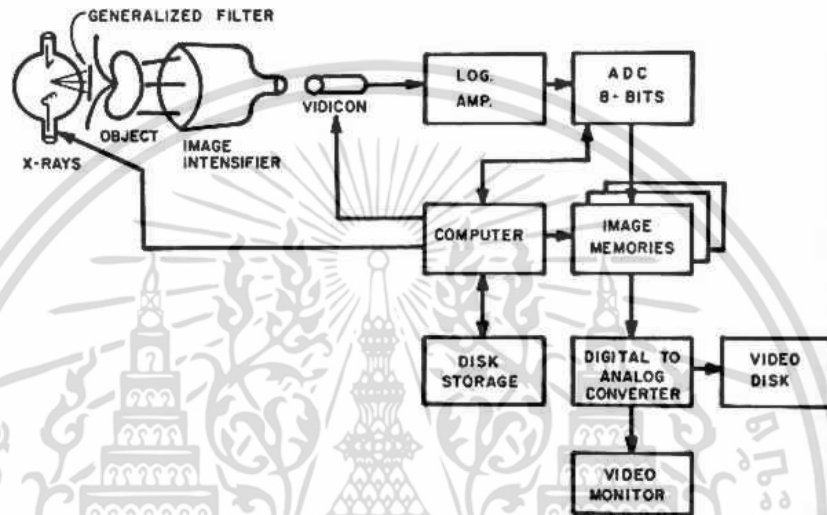 GENERALIZED FILTER
X-RAYS
OBJECT
IMAGE
INTENSIFIER
VIDICON
LOG.
AMP.
ADC
8-BITS
COMPUTER
IMAGE
MEMORIES
DISK
STORAGE
DIGITAL TO
ANALOG
CONVERTER
VIDEO
DISK
VIDEO
MONITOR